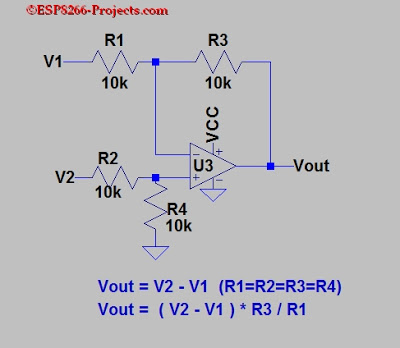 ©ESP8266-Projects.com
R1
R3
V1
10k
10k
VCC
U3
R2
V2
Vout
10k
R4
10k
Vout = V2 - V1 (R1=R2=R3=R4)
Vout = ( V2 - V1 ) * R3 / R1